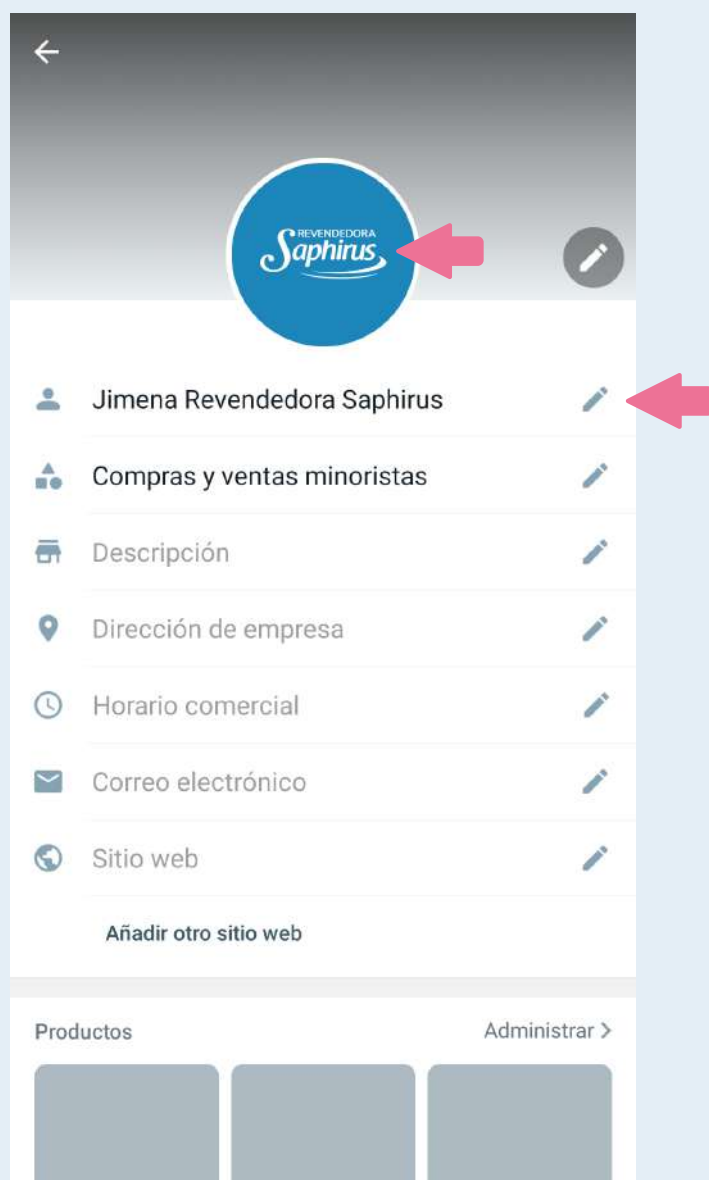 REVENDEDORA
Saphirus
Jimena Revendedora Saphirus
Compras y ventas minoristas
Descripción
Dirección de empresa
Horario comercial
Correo electrónico
Sitio web
Añadir otro sitio web
Productos Administrar >